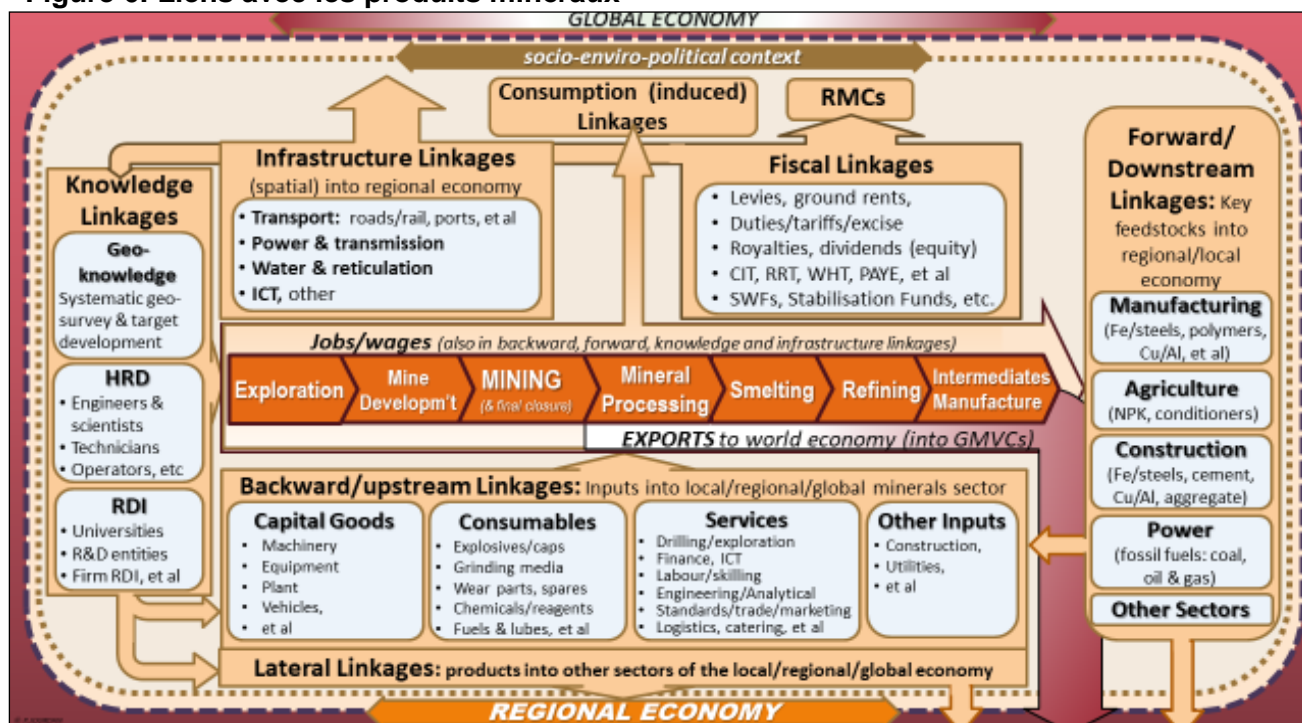 Figure 6. Liens avec les produits minéraux
GLOBAL ECONOMY
socio-enviro-political context
Consumption (induced)
Linkages
RMCs
Infrastructure Linkages
(spatial) into regional economy
• Transport: roads/rail, ports, et al
• Power & transmission
• Water & reticulation
• ICT, other
Fiscal Linkages
• Levies, ground rents,
• Duties/tariffs/excise
• Royalties, dividends (equity)
• CIT, RRT, WHT, PAYE, et al
• SWFs, Stabilisation Funds, etc.
Knowledge
Linkages
Geo-
knowledge
Systematic geo-
survey & target
development
HRD
• Engineers &
scientists
• Technicians
• Operators, etc
RDI
• Universities
• R&D entities
• Firm RDI, et al
Jobs/wages (also in backward, forward, knowledge and infrastructure linkages)
Exploration
Mine
Developm't
MINING
(& final closure)
Mineral
Processing
Smelting
Refining
Intermediates
Manufacture
EXPORTS to world economy (into GMVCs)
Backward/upstream Linkages: Inputs into local/regional/global minerals sector
Capital Goods
• Machinery
• Equipment
• Plant
• Vehicles,
• et al
Consumables
• Explosives/caps
• Grinding media
• Wear parts, spares
• Chemicals/reagents
• Fuels & lubes, et al
Services
• Drilling/exploration
• Finance, ICT
• Labour/skilling
• Engineering/Analytical
• Standards/trade/marketing
• Logistics, catering, et al
Other Inputs
• Construction,
• Utilities,
• et al
Lateral Linkages: products into other sectors of the local/regional/global economy
REGIONAL ECONOMY
Forward/
Downstream
Linkages: Key
feedstocks into
regional/local
economy
Manufacturing
(Fe/steels, polymers,
Cu/Al, et al)
Agriculture
(NPK, conditioners)
Construction
(Fe/steels, cement,
Cu/Al, aggregate)
Power
(fossil fuels: coal,
oil & gas)
Other Sectors